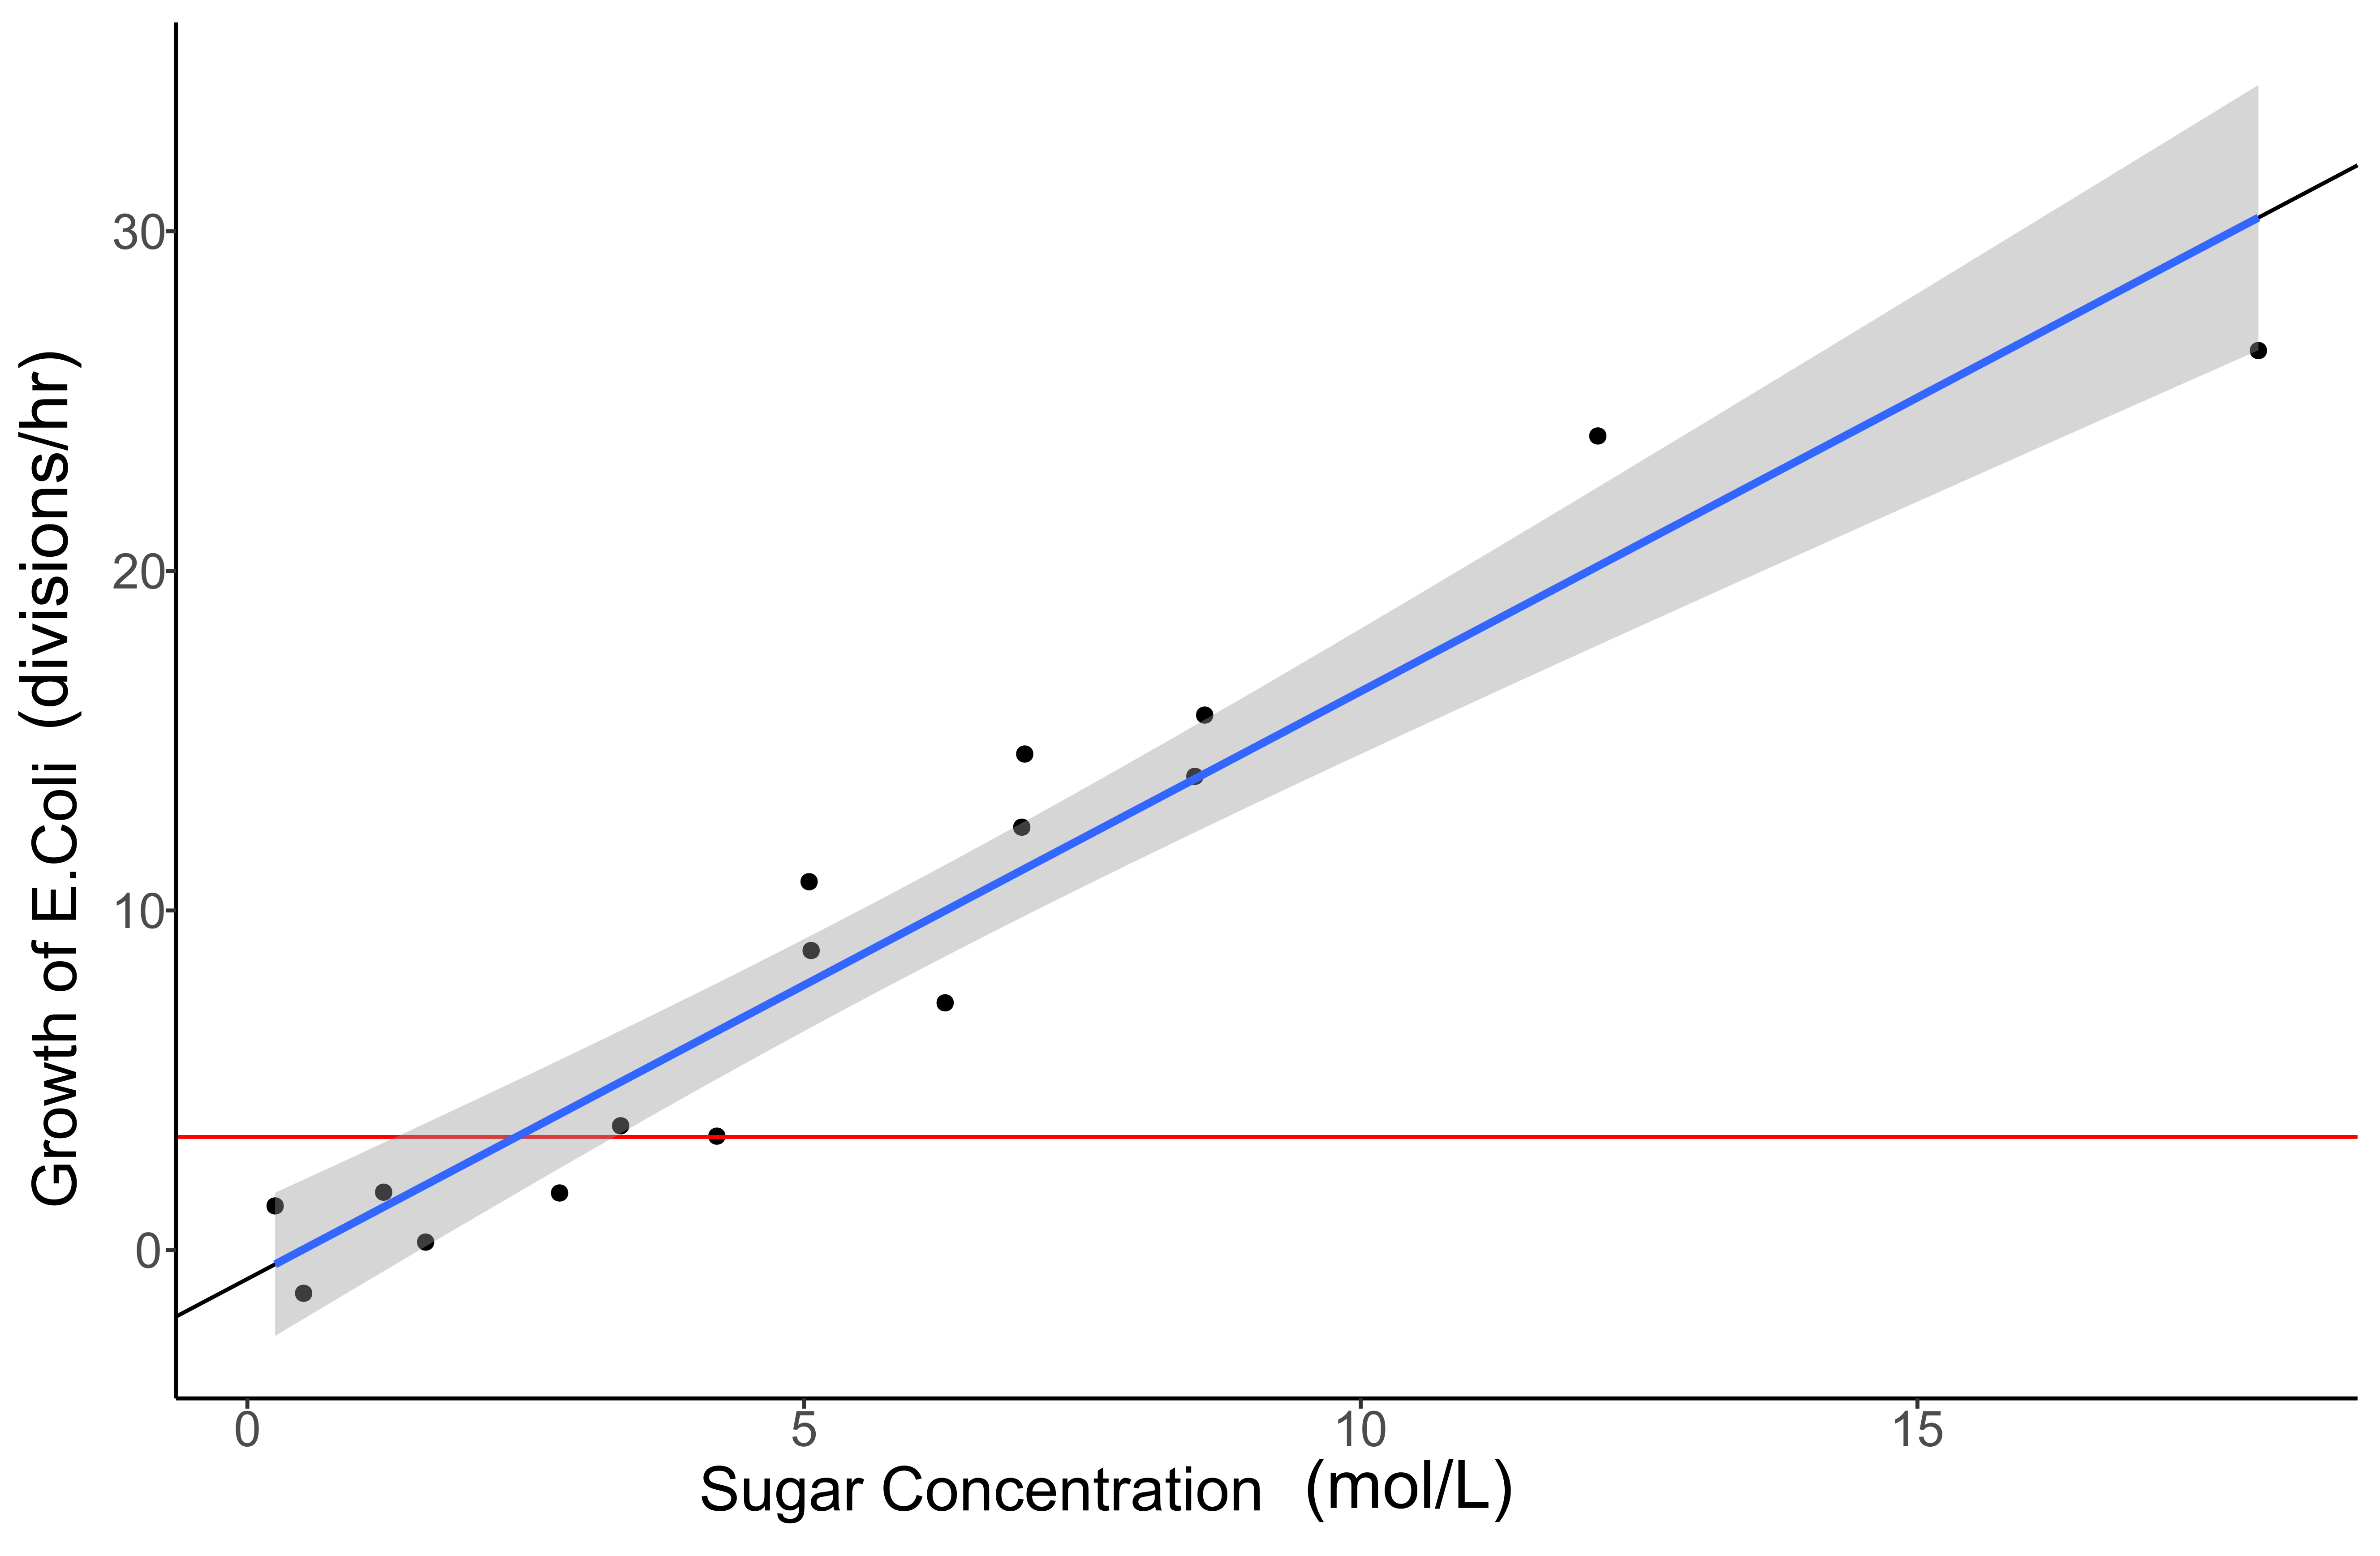 Growth of E.Coli (divisions/hr)
30
20
10
0
0 5 10 15
Sugar Concentration (mol/L)